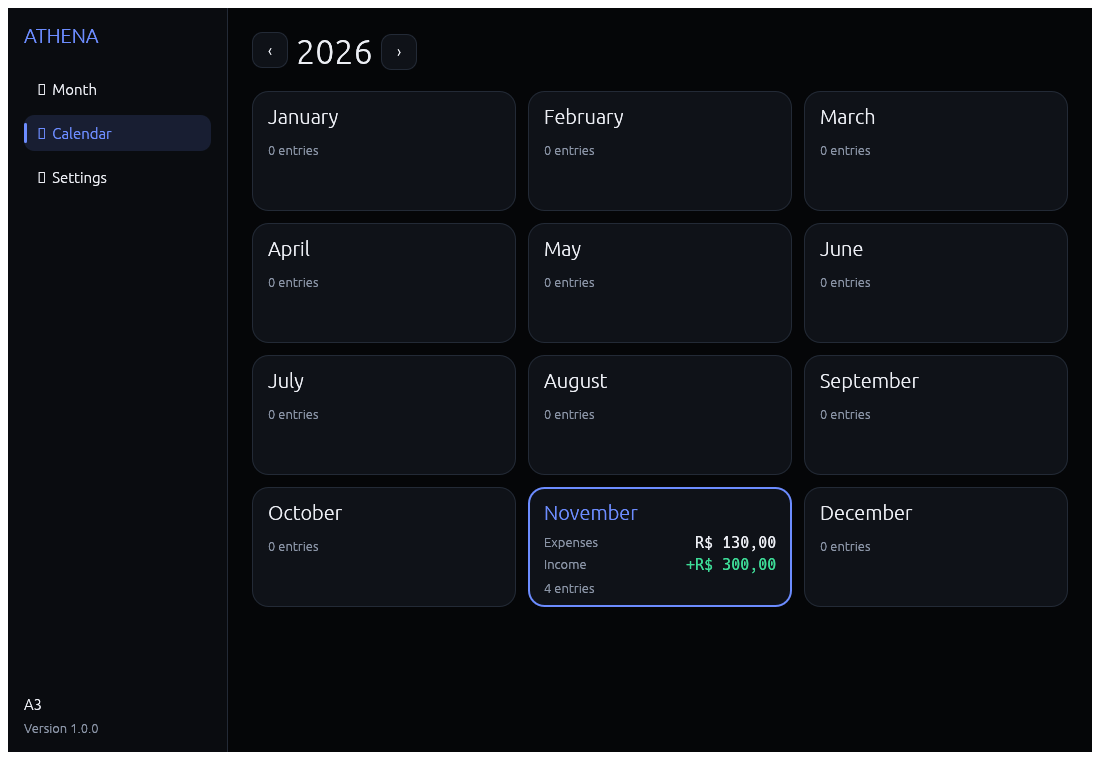 ATHENA
Month
Calendar
Settings
A3
Version 1.0.0
‹ 2026 ›
January
0 entries
February
0 entries
March
0 entries
April
0 entries
May
0 entries
June
0 entries
July
0 entries
August
0 entries
September
0 entries
October
0 entries
November
Expenses R$ 130,00
Income +R$ 300,00
4 entries
December
0 entries